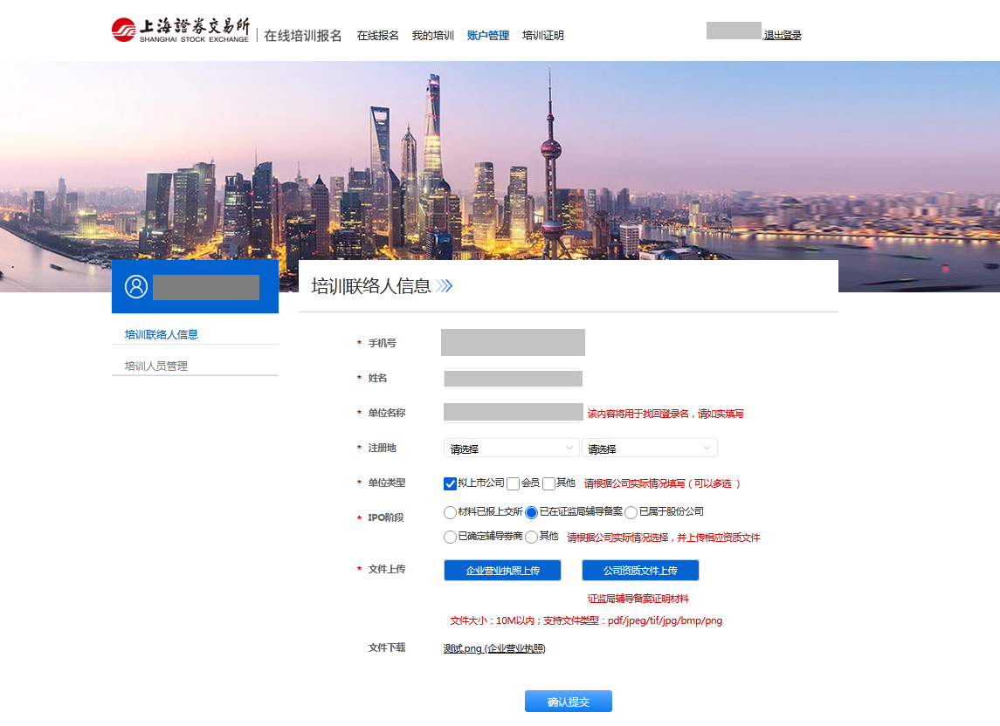 上海證券交易所
SHANGHAI STOCK EXCHANGE
在线培训报名 在线报名 我的培训 账户管理 培训证明 退出登录
培训联络人信息
培训联络人信息
培训人员管理
* 手机号
* 姓名
* 单位名称 该内容将用于找回登录名，请如实填写
* 注册地 请选择 请选择
* 单位类型 拟上市公司 会员 其他 请根据公司实际情况填写（可以多选 ）
* IPO阶段 材料已报上交所 已在证监局辅导备案 已属于股份公司
已确定辅导券商 其他 请根据公司实际情况选择，并上传相应资质文件
* 文件上传 企业营业执照上传 公司资质文件上传
证监局辅导备案证明材料
文件大小：10M以内；支持文件类型：pdf/jpeg/tif/jpg/bmp/png
文件下载 测试.png (企业营业执照)
确认提交